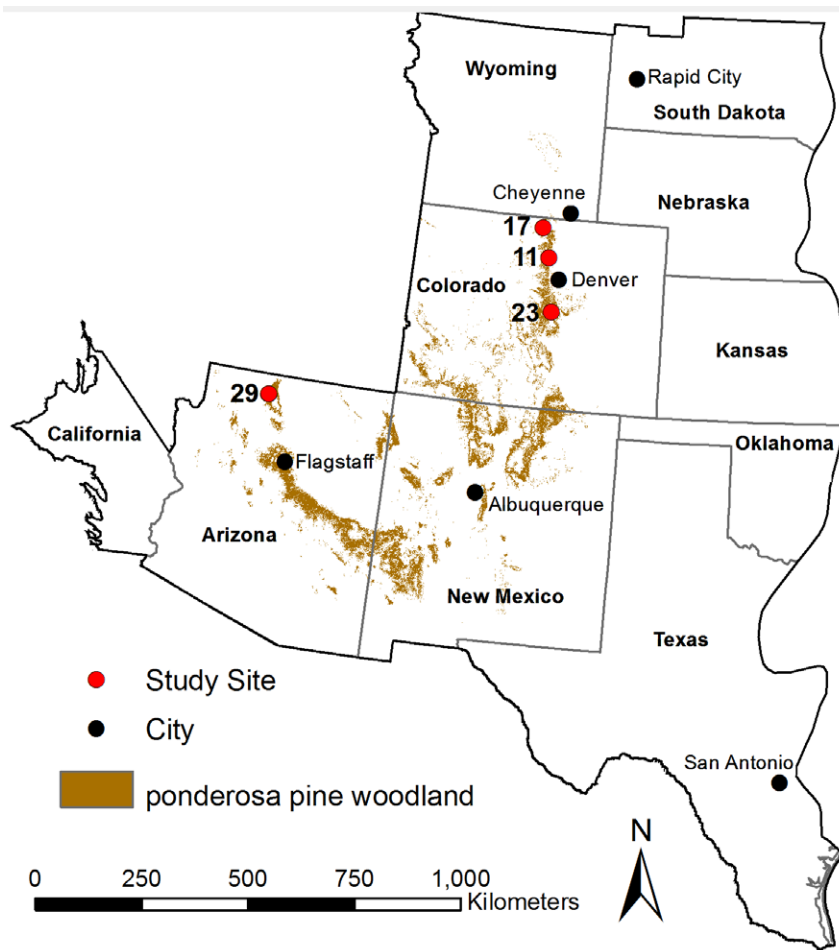 Wyoming
Rapid City
South Dakota
Cheyenne
Nebraska
17
11
Colorado
Denver
23
Kansas
29
California
Flagstaff
Oklahoma
Albuquerque
Arizona
New Mexico
Texas
Study Site
City
San Antonio
ponderosa pine woodland
N
0 250 500 750 1,000
Kilometers